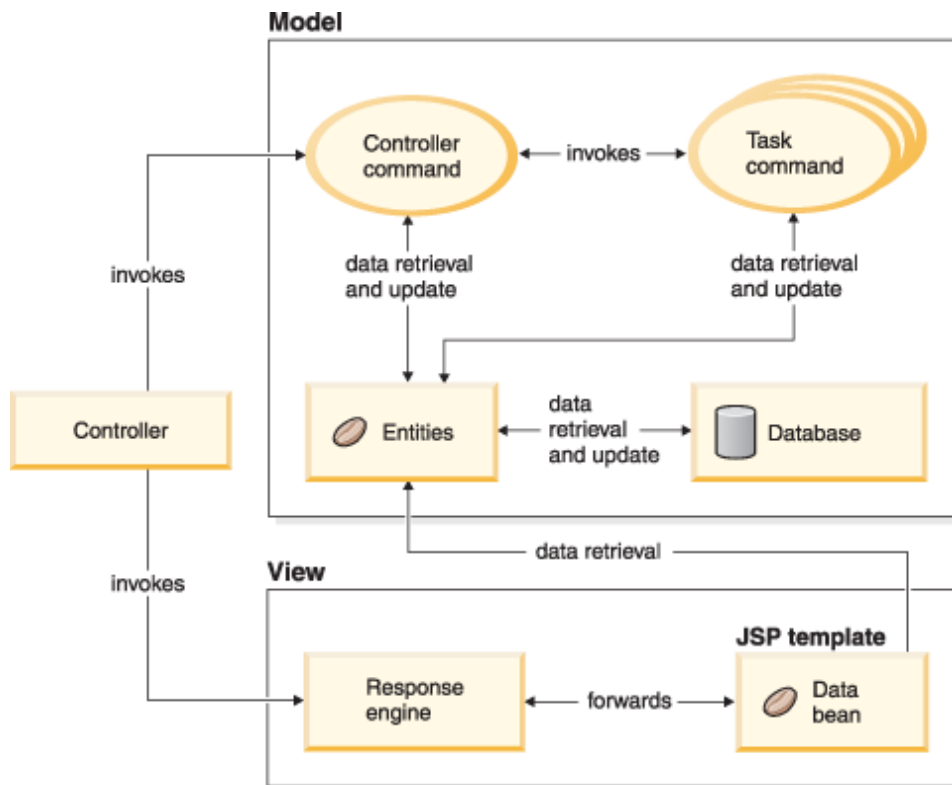 Model
Controller
command
invokes
Task
command
invokes
data retrieval
and update
data retrieval
and update
Controller
Entities
data
retrieval
and update
Database
data retrieval
invokes
View
JSP template
Response
engine
forwards
Data
bean